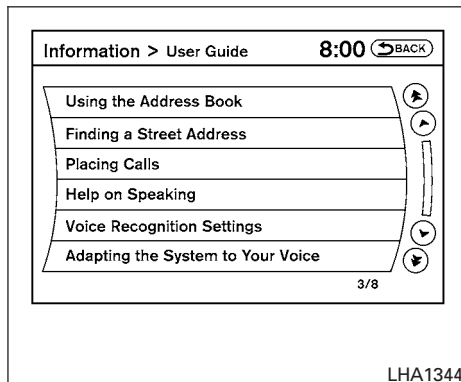 Information > User Guide 8:00 BACK
Using the Address Book
Finding a Street Address
Placing Calls
Help on Speaking
Voice Recognition Settings
Adapting the System to Your Voice
3/8
LHA1344